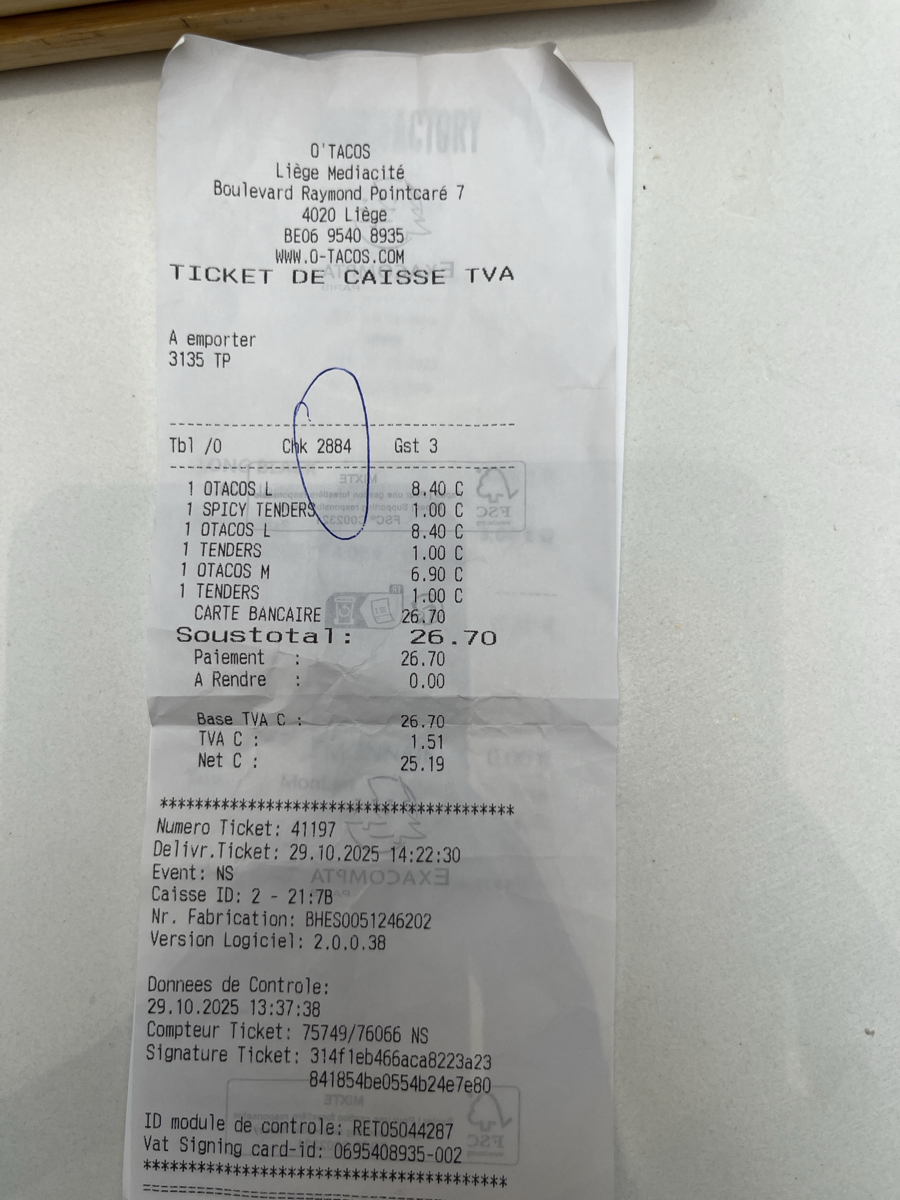 O'TACOS
Liège Mediacité
Boulevard Raymond Pointcaré 7
4020 Liège
BE06 9540 8935
WWW.O-TACOS.COM
TICKET DE CAISSE TVA
A emporter
3135 TP
----------------------------------------
Tbl /0 Chk 2884 Gst 3
----------------------------------------
1 OTACOS L 8.40 C
1 SPICY TENDERS 1.00 C
1 OTACOS L 8.40 C
1 TENDERS 1.00 C
1 OTACOS M 6.90 C
1 TENDERS 1.00 C
CARTE BANCAIRE 26.70
Soustotal: 26.70
Paiement : 26.70
A Rendre : 0.00
Base TVA C : 26.70
TVA C : 1.51
Net C : 25.19
****************************************
Numero Ticket: 41197
Delivr.Ticket: 29.10.2025 14:22:30
Event: NS
Caisse ID: 2 - 21:7B
Nr. Fabrication: BHES0051246202
Version Logiciel: 2.0.0.38
Donnees de Controle:
29.10.2025 13:37:38
Compteur Ticket: 75749/76066 NS
Signature Ticket: 314f1eb466aca8223a23
841854be0554b24e7e80
ID module de controle: RET05044287
Vat Signing card-id: 0695408935-002
****************************************
========================================